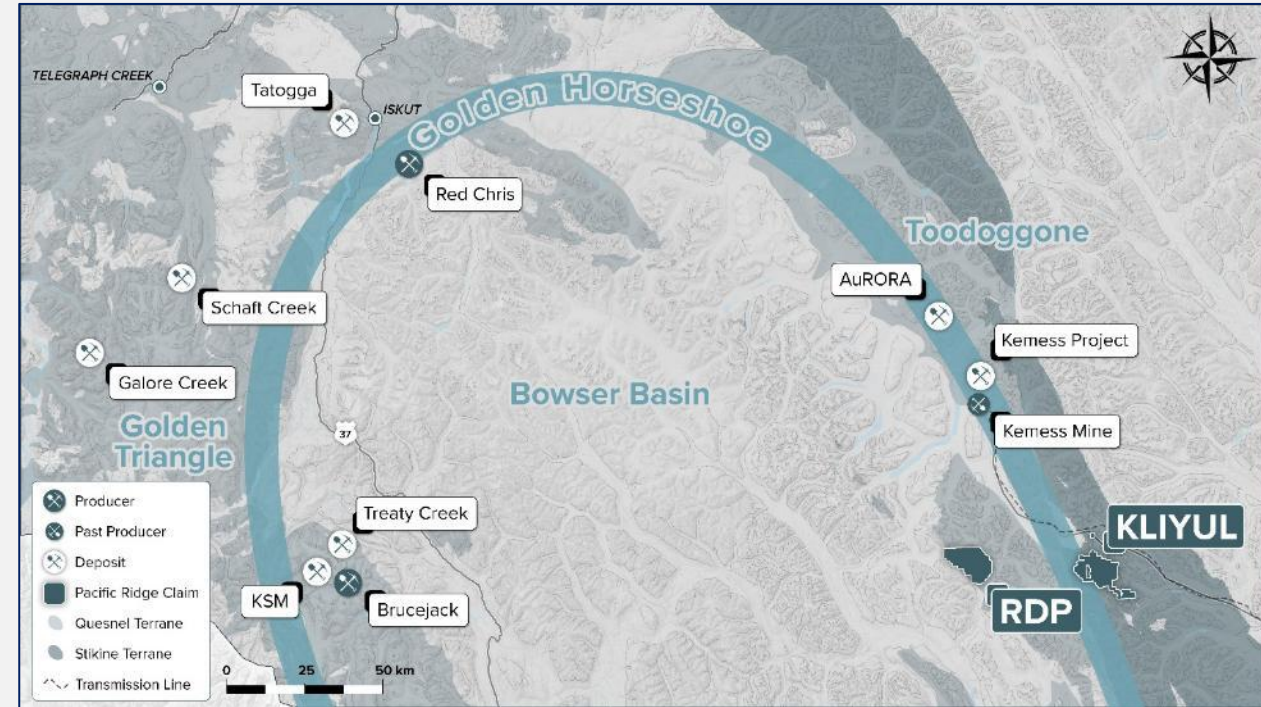 TELEGRAPH CREEK
Tatogga
ISKUT
Golden Horseshoe
Red Chris
Toodoggone
AuRORA
Schaft Creek
Kemess Project
Galore Creek
Bowser Basin
Kemess Mine
Golden
Triangle
37
Producer
Past Producer
Deposit
Pacific Ridge Claim
Quesnel Terrane
Stikine Terrane
Transmission Line
Treaty Creek
KSM
Brucejack
KLIYUL
RDP
0 25 50 km